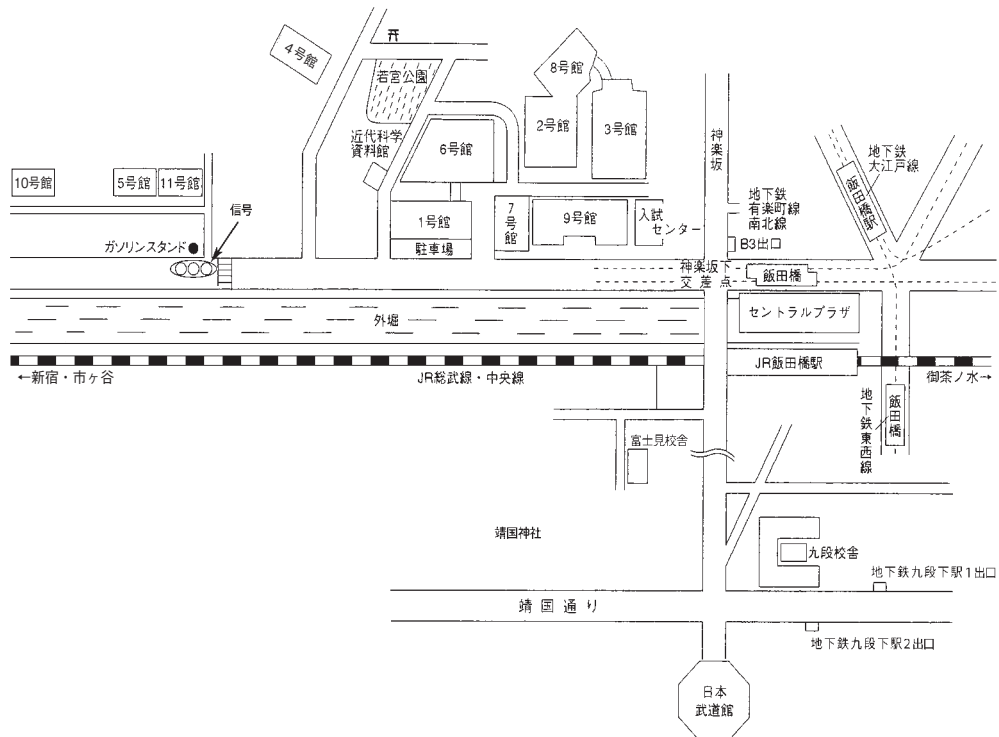 4号館
若宮公園
8号館
2号館
3号館
近代科学
資料館
6号館
神楽坂
地下鉄
大江戸線
飯田橋駅
10号館
5号館
11号館
信号
1号館
駐車場
7号館
9号館
入試
センター
地下鉄
有楽町線
南北線
B3出口
ガソリンスタンド
神楽坂下
交差点
飯田橋
外堀
セントラルプラザ
JR飯田橋駅
←新宿・市ヶ谷
JR総武線・中央線
御茶ノ水→
飯田橋
地下鉄東西線
富士見校舎
靖国神社
九段校舎
地下鉄九段下駅1出口
靖国通り
地下鉄九段下駅2出口
日本
武道館